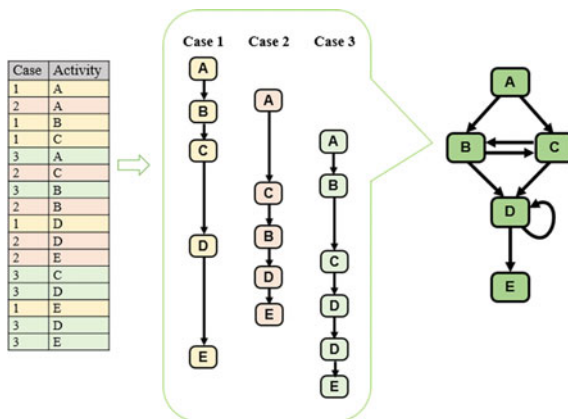 Case Activity
1 A
2 A
1 B
1 C
3 A
2 C
3 B
2 B
1 D
2 D
2 E
3 C
3 D
1 E
3 D
3 E
Case 1
A
B
C
D
E
Case 2
A
C
B
D
E
Case 3
A
B
C
D
D
E
A
B C
D
E